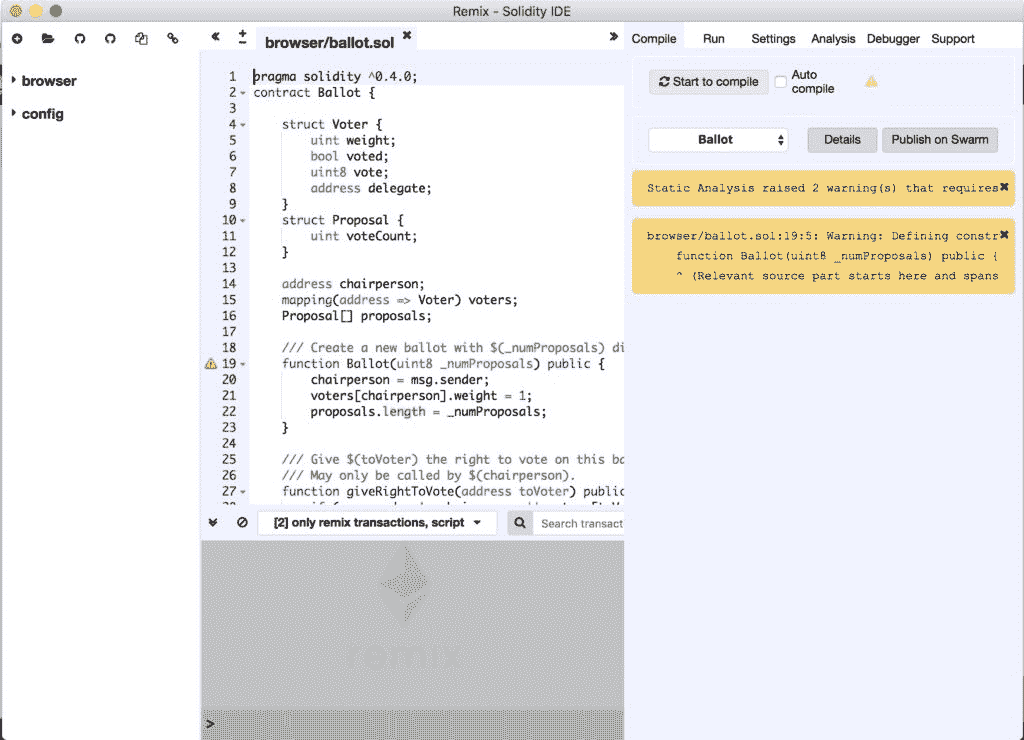 Remix - Solidity IDE
browser
config
browser/ballot.sol
1 pragma solidity ^0.4.0;
2 contract Ballot {
3
4 struct Voter {
5 uint weight;
6 bool voted;
7 uint8 vote;
8 address delegate;
9 }
10 struct Proposal {
11 uint voteCount;
12 }
13
14 address chairperson;
15 mapping(address => Voter) voters;
16 Proposal[] proposals;
17
18 /// Create a new ballot with $(_numProposals) di
19 function Ballot(uint8 _numProposals) public {
20 chairperson = msg.sender;
21 voters[chairperson].weight = 1;
22 proposals.length = _numProposals;
23 }
24
25 /// Give $(toVoter) the right to vote on this ba
26 /// May only be called by $(chairperson).
27 function giveRightToVote(address toVoter) public
[2] only remix transactions, script
Search transact
remix
>
Compile Run Settings Analysis Debugger Support
Start to compile
Auto compile
Ballot
Details
Publish on Swarm
Static Analysis raised 2 warning(s) that requires
browser/ballot.sol:19:5: Warning: Defining constr
function Ballot(uint8 _numProposals) public {
^ (Relevant source part starts here and spans